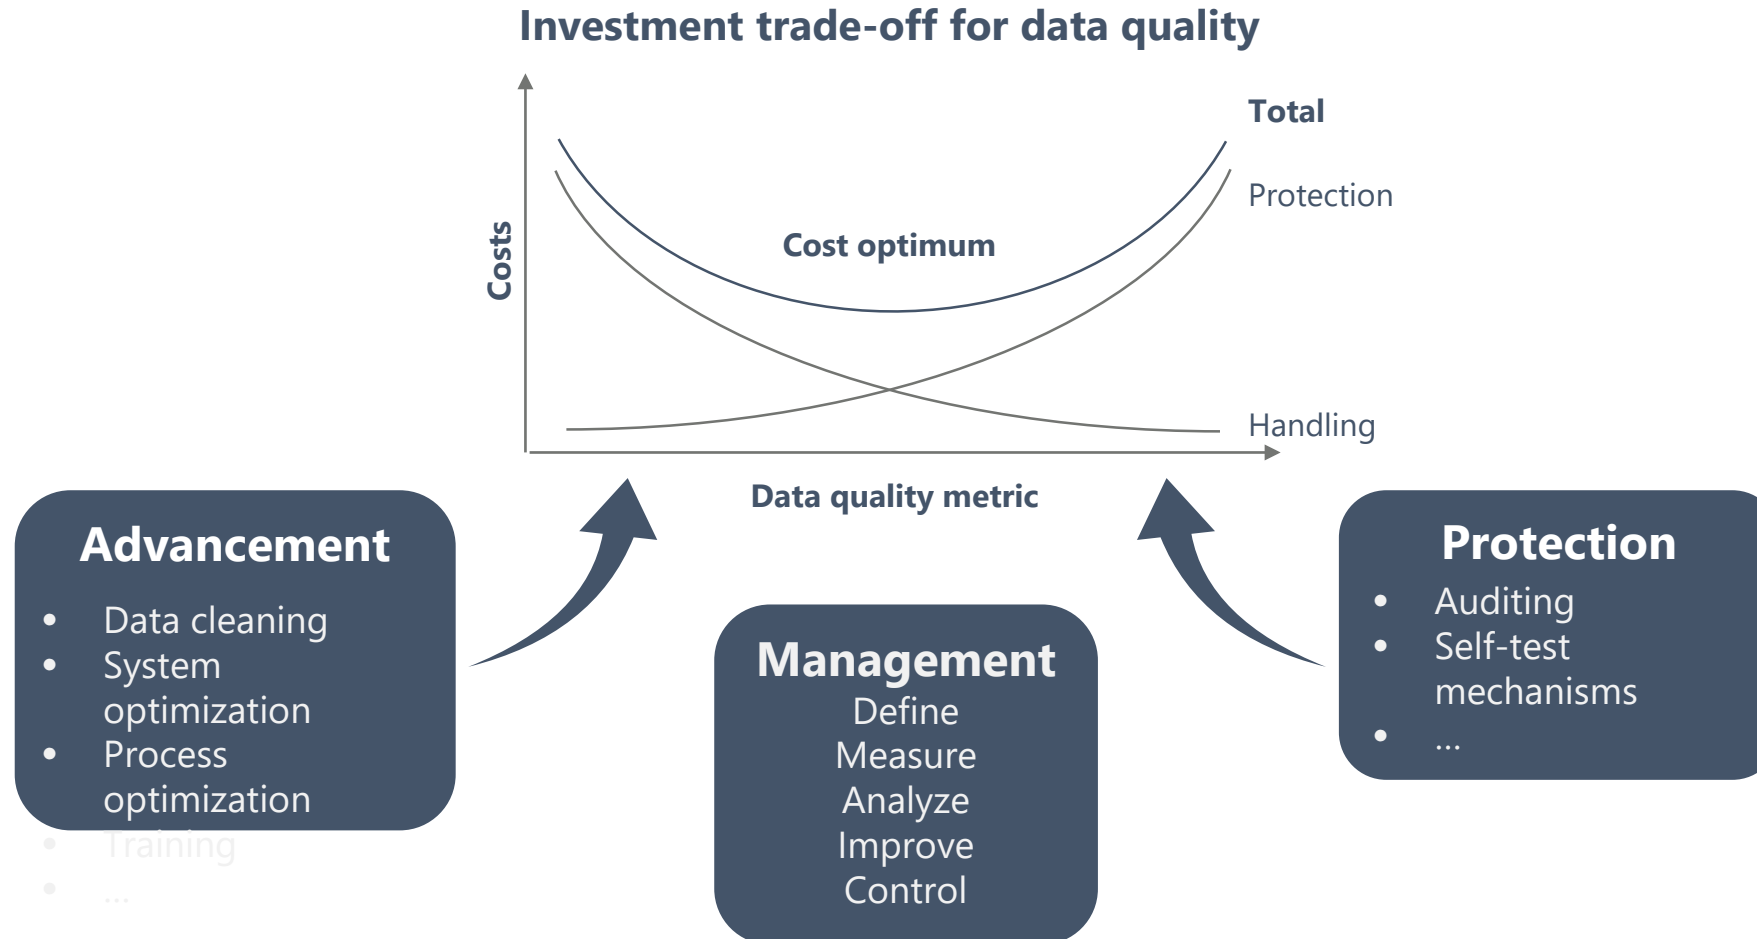 Investment trade-off for data quality
Total
Protection
Cost optimum
Costs
Handling
Data quality metric
Advancement
• Data cleaning
• System
optimization
• Process
optimization
• Training
• ...
Management
Define
Measure
Analyze
Improve
Control
Protection
• Auditing
• Self-test
mechanisms
• ...